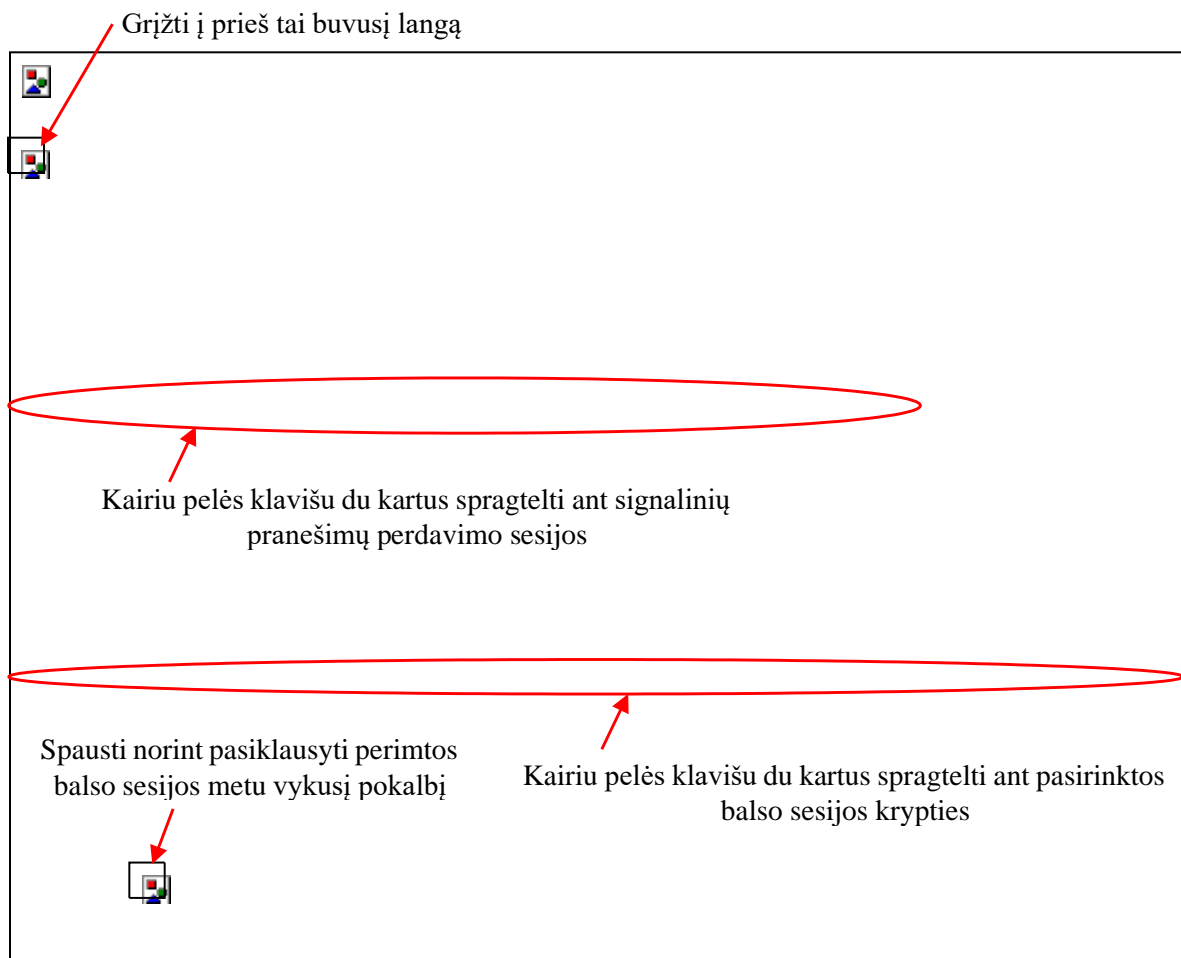 Grįžti į prieš tai buvusį langą
Kairiu pelės klavišu du kartus spragtelti ant signalinių
pranešimų perdavimo sesijos
Spausti norint pasiklausyti perimtos
balso sesijos metu vykusį pokalbį
Kairiu pelės klavišu du kartus spragtelti ant pasirinktos
balso sesijos krypties